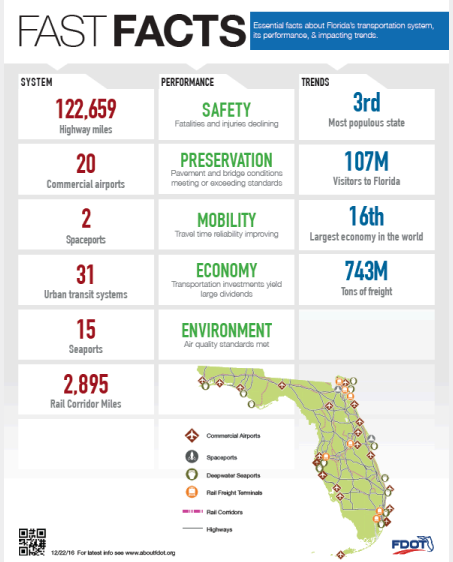 FAST FACTS
Essential facts about Florida's transportation system,
its performance, & impacting trends.
SYSTEM
122,659
Highway miles
20
Commercial airports
2
Spaceports
31
Urban transit systems
15
Seaports
2,895
Rail Corridor Miles
PERFORMANCE
SAFETY
Fatalities and injuries declining
PRESERVATION
Pavement and bridge conditions
meeting or exceeding standards
MOBILITY
Travel time reliability improving
ECONOMY
Transportation investments yield
large dividends
ENVIRONMENT
Air quality standards met
TRENDS
3rd
Most populous state
107M
Visitors to Florida
16th
Largest economy in the world
743M
Tons of freight
Commercial Airports
Spaceports
Deepwater Seaports
Rail Freight Terminals
Rail Corridors
Highways
12/22/16 For latest info see www.aboutfdot.org
FDOT